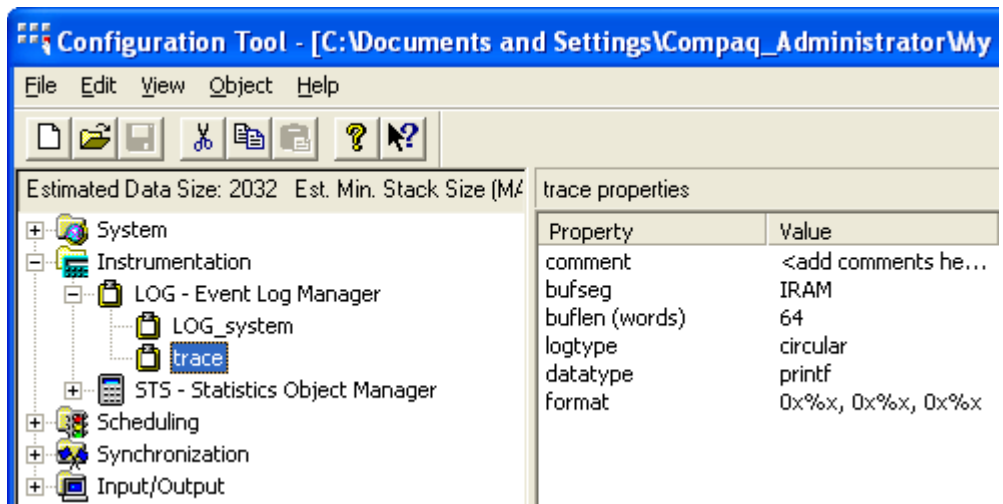 Configuration Tool - [C:\Documents and Settings\Compaq_Administrator\My
File Edit View Object Help
Estimated Data Size: 2032 Est. Min. Stack Size (MA
trace properties
System
Instrumentation
LOG - Event Log Manager
LOG_system
trace
STS - Statistics Object Manager
Scheduling
Synchronization
Input/Output
Property Value
comment <add comments he...
bufseg IRAM
buflen (words) 64
logtype circular
datatype printf
format 0x%x, 0x%x, 0x%x